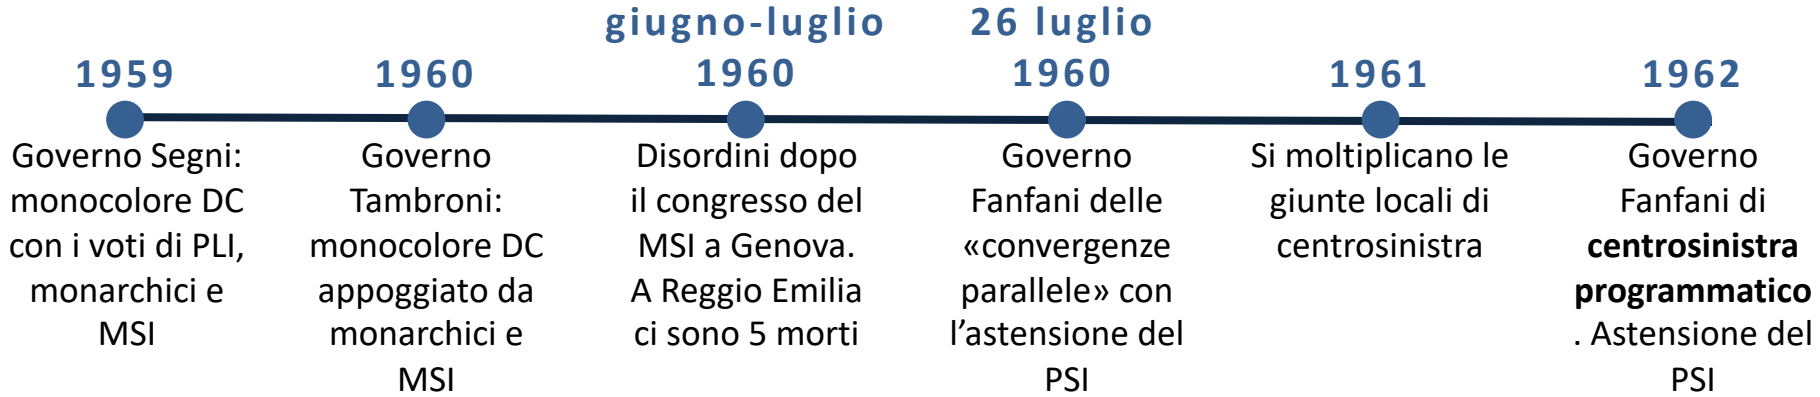 1959
Governo Segni:
monocolore DC
con i voti di PLI,
monarchici e
MSI
1960
Governo
Tambroni:
monocolore DC
appoggiato da
monarchici e
MSI
giugno-luglio
1960
Disordini dopo
il congresso del
MSI a Genova.
A Reggio Emilia
ci sono 5 morti
26 luglio
1960
Governo
Fanfani delle
«convergenze
parallele» con
l’astensione del
PSI
1961
Si moltiplicano le
giunte locali di
centrosinistra
1962
Governo
Fanfani di
centrosinistra
programmatico
. Astensione del
PSI